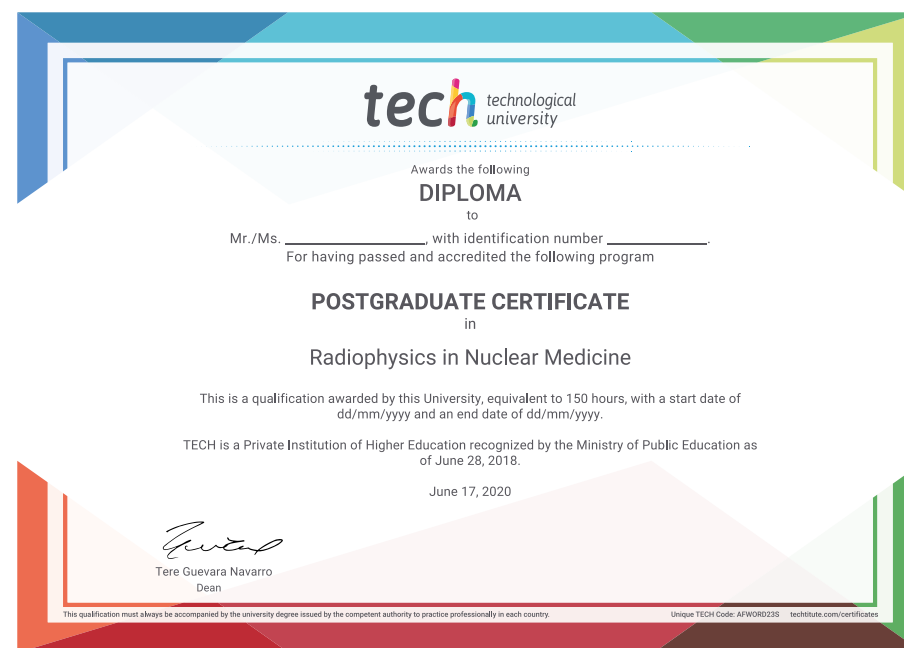 tech technological
university
Awards the following
DIPLOMA
to
Mr./Ms. ____________________, with identification number ______________.
For having passed and accredited the following program
POSTGRADUATE CERTIFICATE
in
Radiophysics in Nuclear Medicine
This is a qualification awarded by this University, equivalent to 150 hours, with a start date of
dd/mm/yyyy and an end date of dd/mm/yyyy.
TECH is a Private Institution of Higher Education recognized by the Ministry of Public Education as
of June 28, 2018.
June 17, 2020
Tere Guevara Navarro
Dean
This qualification must always be accompanied by the university degree issued by the competent authority to practice professionally in each country.
Unique TECH Code: AFWORD23S techtitute.com/certificates